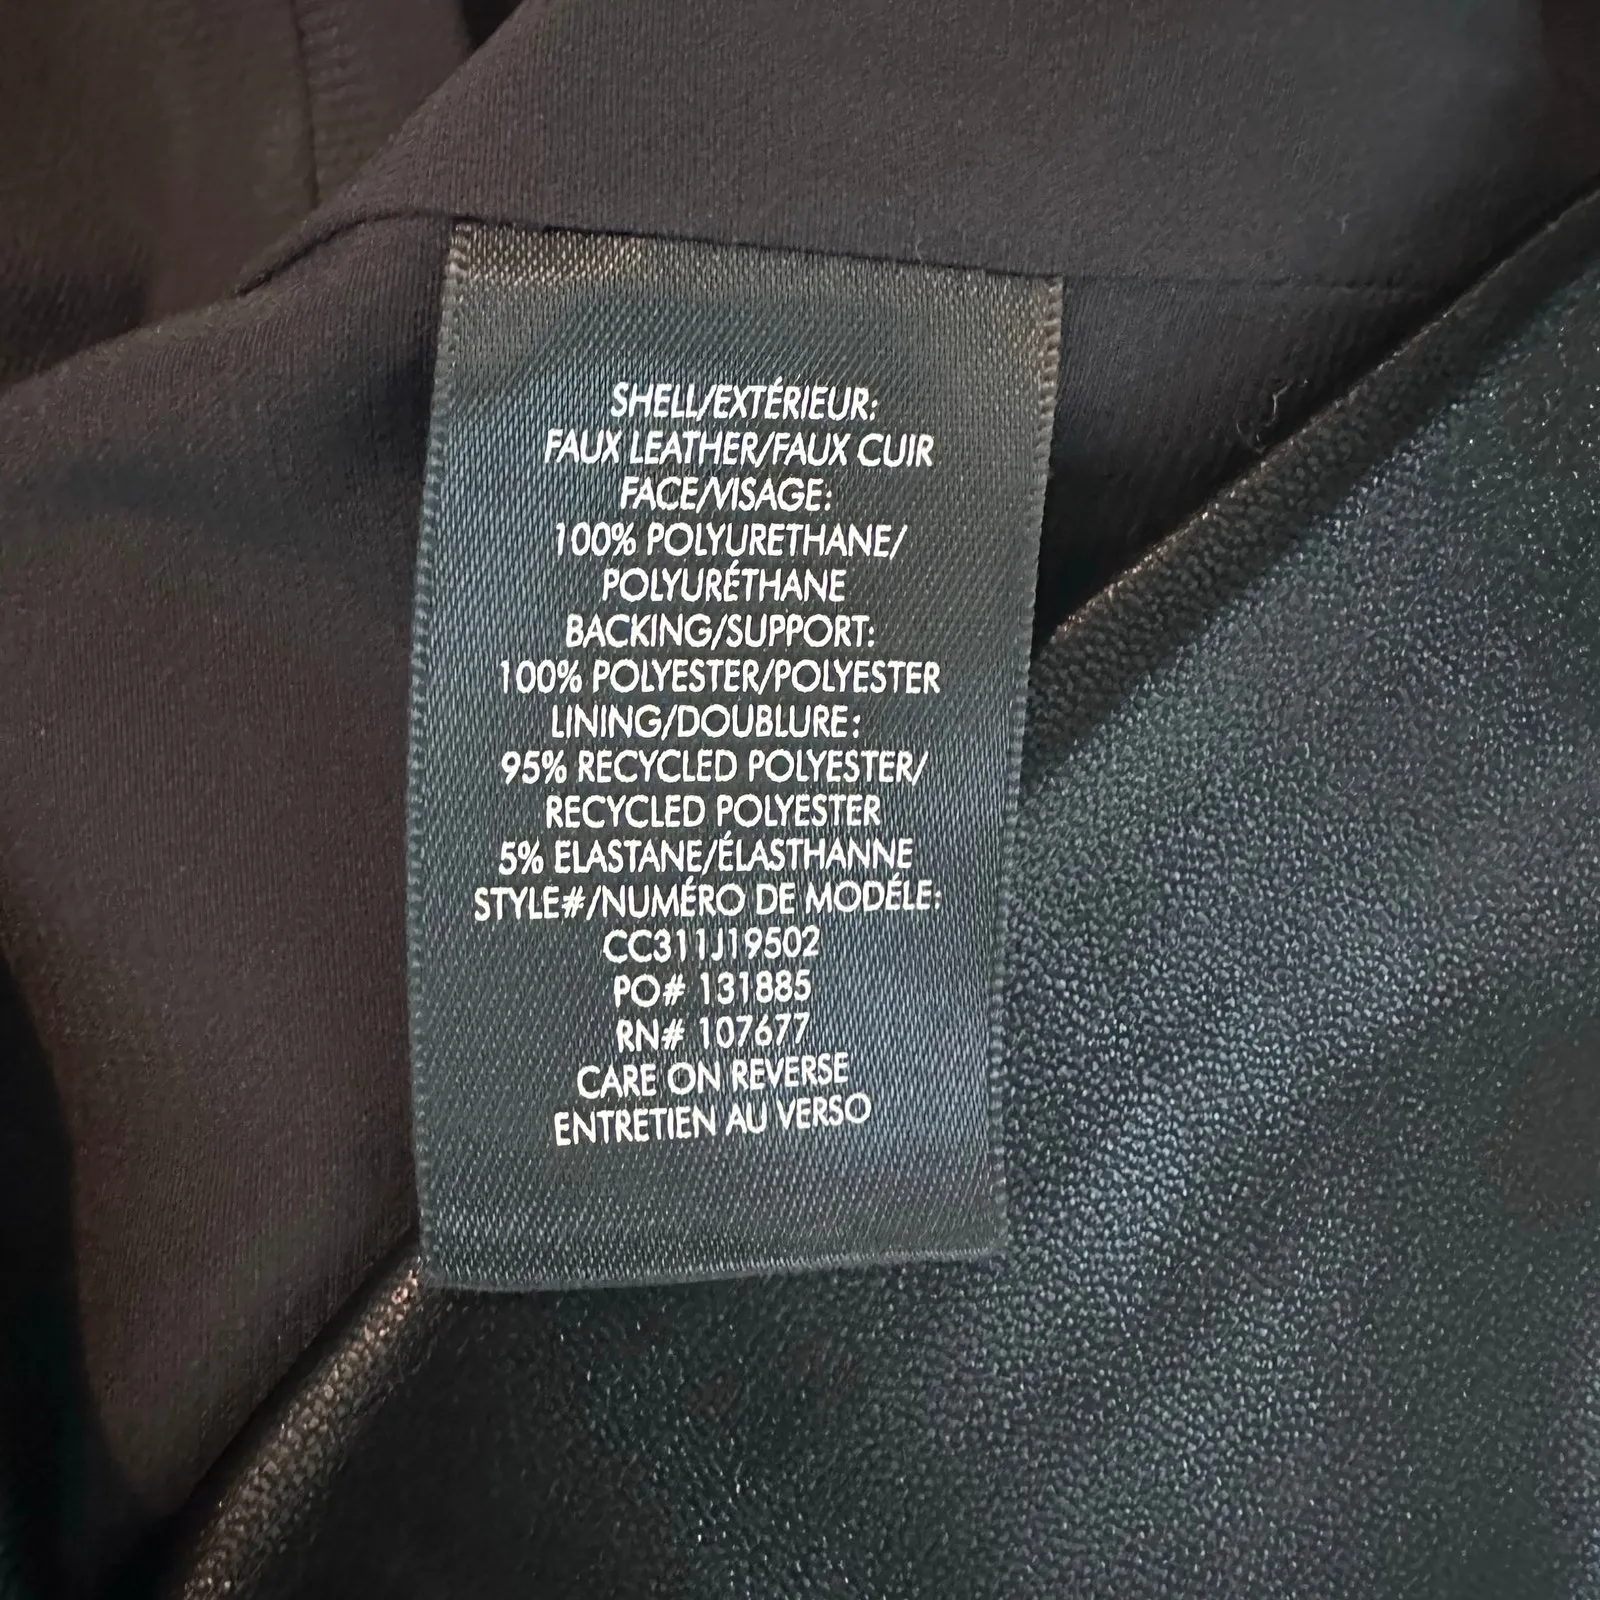 SHELL/EXTÉRIEUR:
FAUX LEATHER/FAUX CUIR
FACE/VISAGE:
100% POLYURETHANE/
POLYURÉTHANE
BACKING/SUPPORT:
100% POLYESTER/POLYESTER
LINING/DOUBLURE:
95% RECYCLED POLYESTER/
RECYCLED POLYESTER
5% ELASTANE/ÉLASTHANNE
STYLE#/NUMÉRO DE MODÉLE:
CC311J19502
PO# 131885
RN# 107677
CARE ON REVERSE
ENTRETIEN AU VERSO